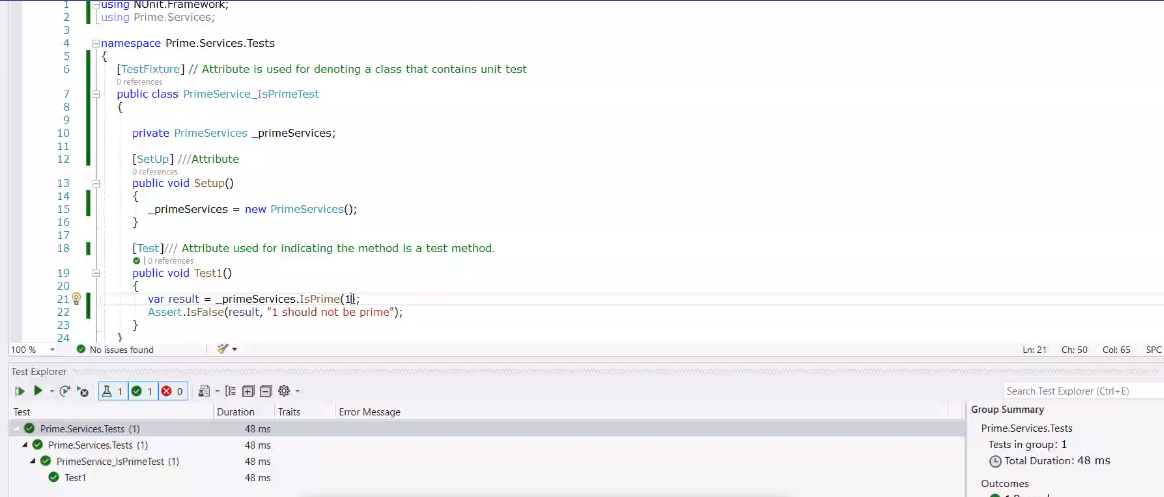 1 using NUnit.Framework;
2 using Prime.Services;
3
4 namespace Prime.Services.Tests
5 {
6 [TestFixture] // Attribute is used for denoting a class that contains unit test
0 references
7 public class PrimeService_IsPrimeTest
8 {
9
10 private PrimeServices _primeServices;
11
12 [SetUp] ///Attribute
0 references
13 public void Setup()
14 {
15 _primeServices = new PrimeServices();
16 }
17
18 [Test]/// Attribute used for indicating the method is a test method.
| 0 references
19 public void Test1()
20 {
21 var result = _primeServices.IsPrime(1);
22 Assert.IsFalse(result, "1 should not be prime");
23 }
24 }
100 % No issues found Ln: 21 Ch: 50 Col: 65 SPC
Test Explorer
1 1 0 Search Test Explorer (Ctrl+E)
Test Duration Traits Error Message Group Summary
Prime.Services.Tests (1) 48 ms Prime.Services.Tests
Prime.Services.Tests (1) 48 ms Tests in group: 1
PrimeService_IsPrimeTest (1) 48 ms Total Duration: 48 ms
Test1 48 ms
Outcomes